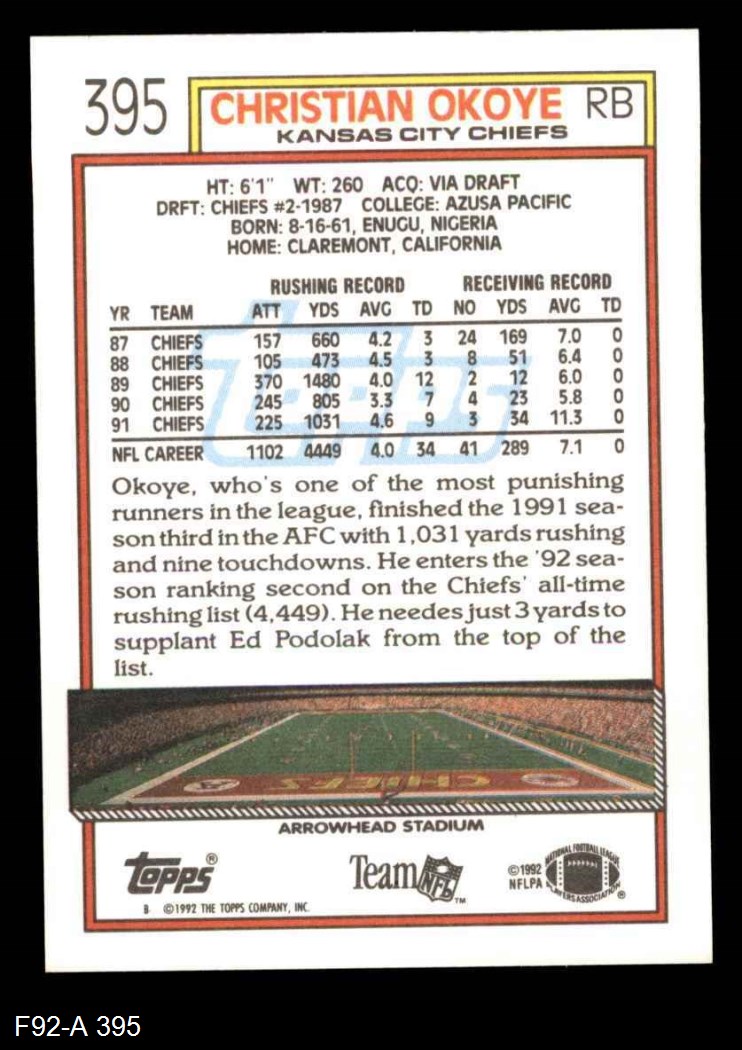 395 CHRISTIAN OKOYE RB
KANSAS CITY CHIEFS
HT: 6'1" WT: 260 ACQ: VIA DRAFT
DRFT: CHIEFS #2-1987 COLLEGE: AZUSA PACIFIC
BORN: 8-16-61, ENUGU, NIGERIA
HOME: CLAREMONT, CALIFORNIA
RUSHING RECORD RECEIVING RECORD
YR TEAM ATT YDS AVG TD NO YDS AVG TD
87 CHIEFS 157 660 4.2 3 24 169 7.0 0
88 CHIEFS 105 473 4.5 3 8 51 6.4 0
89 CHIEFS 370 1480 4.0 12 2 12 6.0 0
90 CHIEFS 245 805 3.3 7 4 23 5.8 0
91 CHIEFS 225 1031 4.6 9 3 34 11.3 0
NFL CAREER 1102 4449 4.0 34 41 289 7.1 0
topps
Okoye, who's one of the most punishing
runners in the league, finished the 1991 sea-
son third in the AFC with 1,031 yards rushing
and nine touchdowns. He enters the '92 sea-
son ranking second on the Chiefs' all-time
rushing list (4,449). He needes just 3 yards to
supplant Ed Podolak from the top of the
list.
CHIEFS
ARROWHEAD STADIUM
topps®
Team NFL™
©1992
NFLPA
NATIONAL FOOTBALL LEAGUE
PLAYERS ASSOCIATION ®
B ©1992 THE TOPPS COMPANY, INC.
F92-A 395